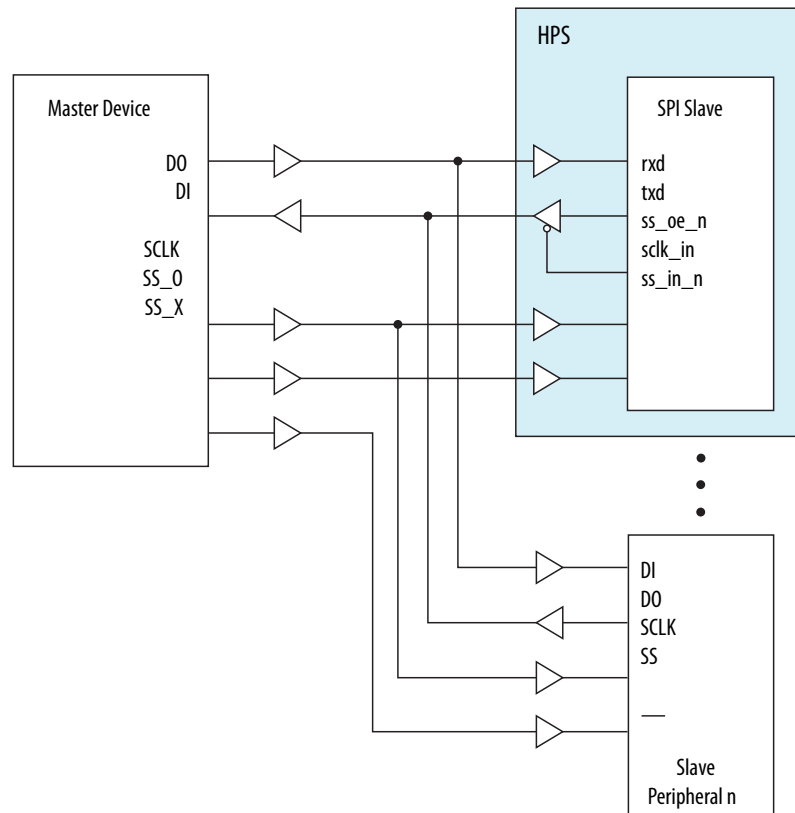 HPS
Master Device
SPI Slave
DO
DI
SCLK
SS_0
SS_X
rxd
txd
ss_oe_n
sclk_in
ss_in_n
DI
DO
SCLK
SS
Slave
Peripheral n